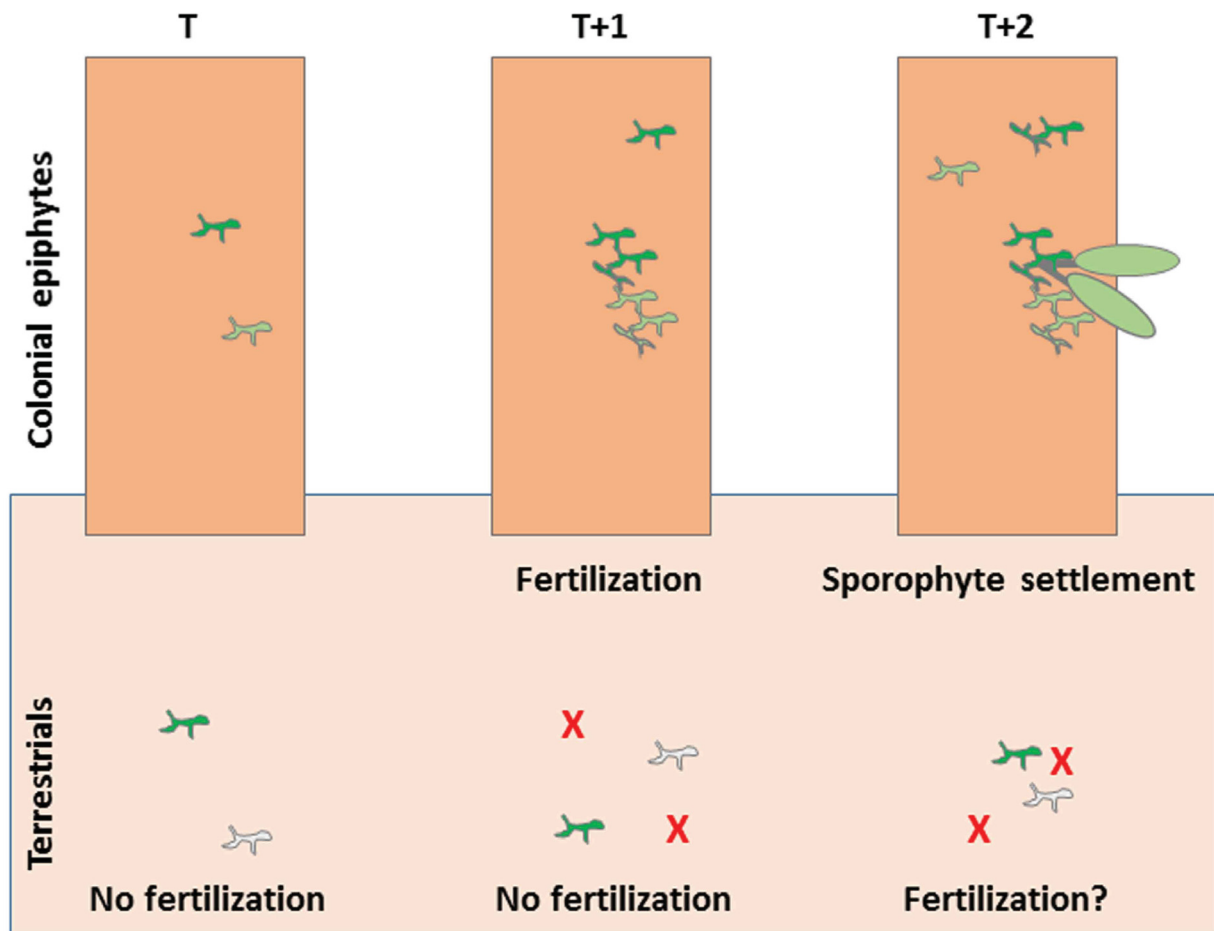 T
T+1
T+2
Colonial epiphytes
Fertilization
Sporophyte settlement
Terrestrials
X
X
X
X
No fertilization
No fertilization
Fertilization?